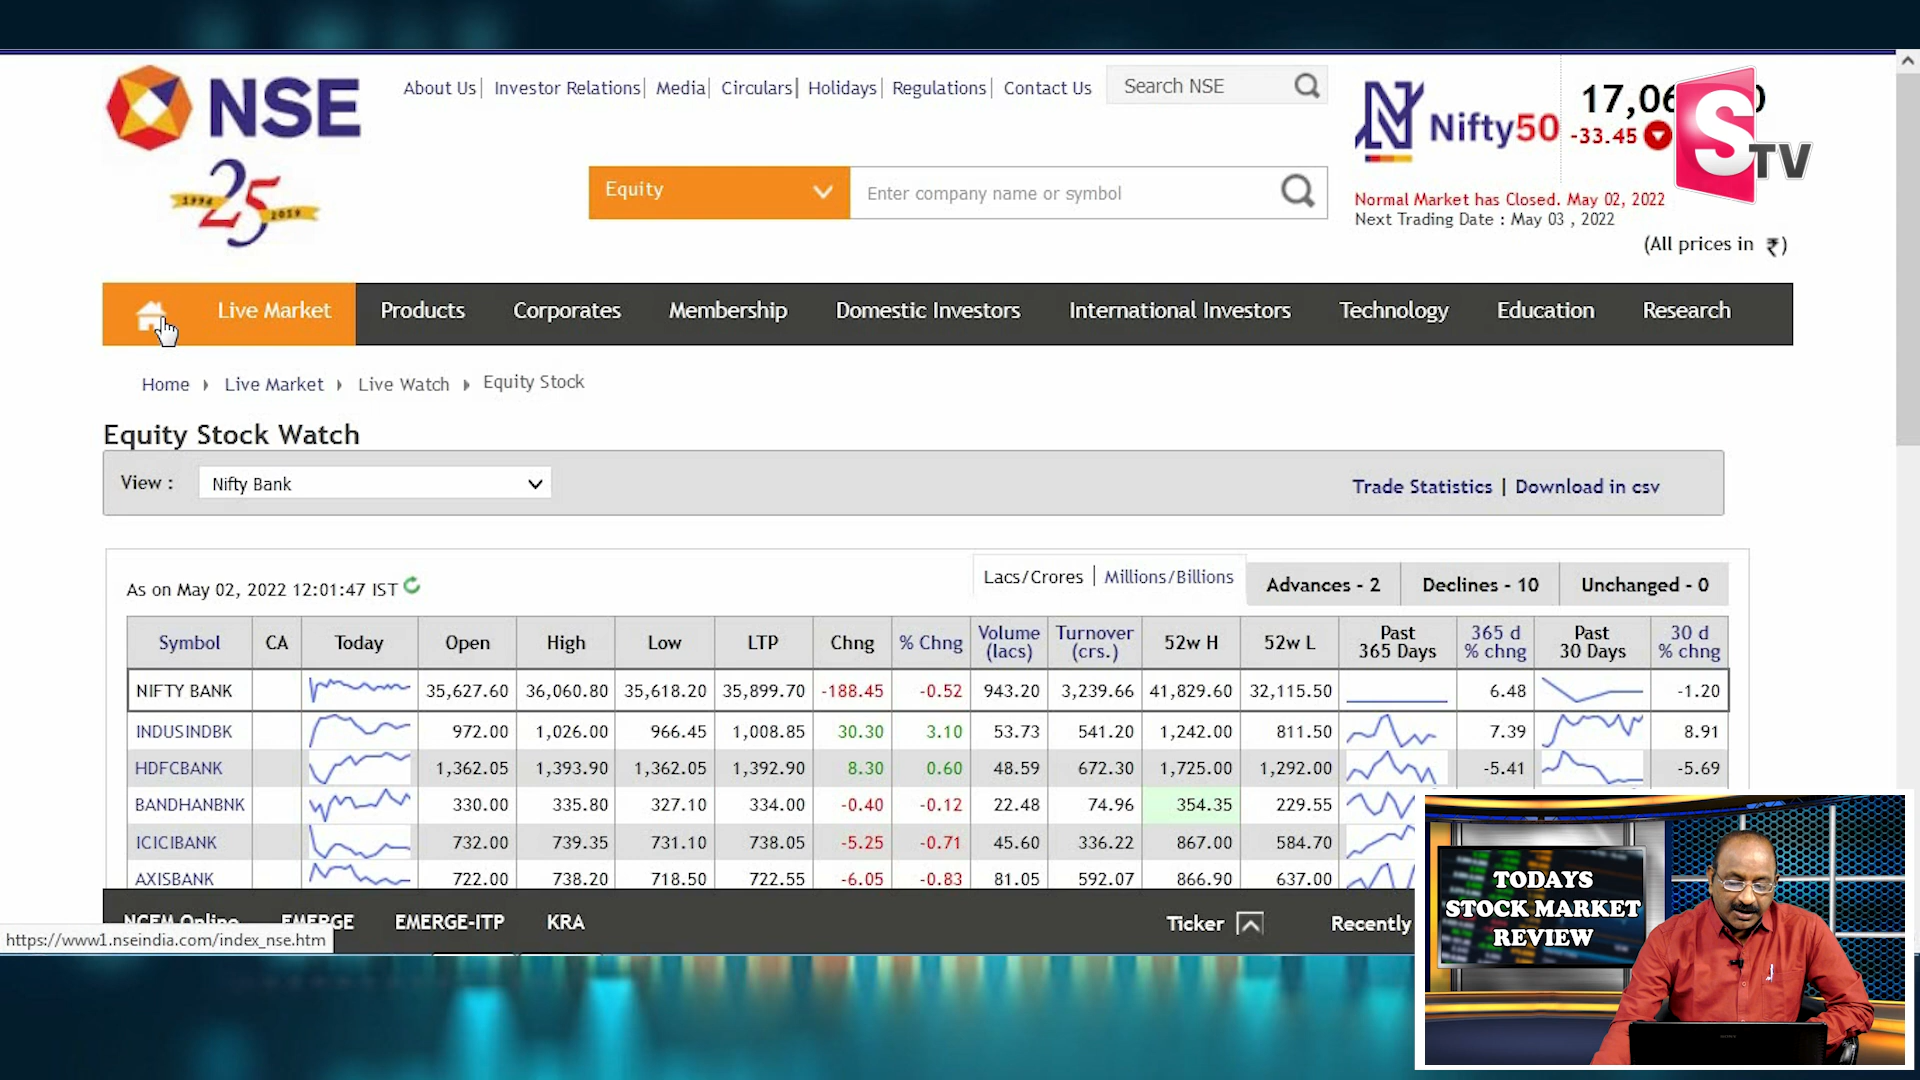 NSE
1994 25 2019
About Us | Investor Relations | Media | Circulars | Holidays | Regulations | Contact Us
Search NSE
Nifty50
17,06
-33.45
STV
Equity
Enter company name or symbol
Normal Market has Closed. May 02, 2022
Next Trading Date : May 03 , 2022
(All prices in ₹)
Live Market Products Corporates Membership Domestic Investors International Investors Technology Education Research
Home Live Market Live Watch Equity Stock
Equity Stock Watch
View : Nifty Bank
Trade Statistics | Download in csv
As on May 02, 2022 12:01:47 IST
Lacs/Crores | Millions/Billions
Advances - 2 Declines - 10 Unchanged - 0
Symbol CA Today Open High Low LTP Chng % Chng Volume (lacs) Turnover (crs.) 52w H 52w L Past 365 Days 365 d % chng Past 30 Days 30 d % chng
NIFTY BANK 35,627.60 36,060.80 35,618.20 35,899.70 -188.45 -0.52 943.20 3,239.66 41,829.60 32,115.50 6.48 -1.20
INDUSINDBK 972.00 1,026.00 966.45 1,008.85 30.30 3.10 53.73 541.20 1,242.00 811.50 7.39 8.91
HDFCBANK 1,362.05 1,393.90 1,362.05 1,392.90 8.30 0.60 48.59 672.30 1,725.00 1,292.00 -5.41 -5.69
BANDHANBNK 330.00 335.80 327.10 334.00 -0.40 -0.12 22.48 74.96 354.35 229.55
ICICIBANK 732.00 739.35 731.10 738.05 -5.25 -0.71 45.60 336.22 867.00 584.70
AXISBANK 722.00 738.20 718.50 722.55 -6.05 -0.83 81.05 592.07 866.90 637.00
NCFM Online EMERGE EMERGE-ITP KRA Ticker Recently
https://www1.nseindia.com/index_nse.htm
TODAYS
STOCK MARKET
REVIEW